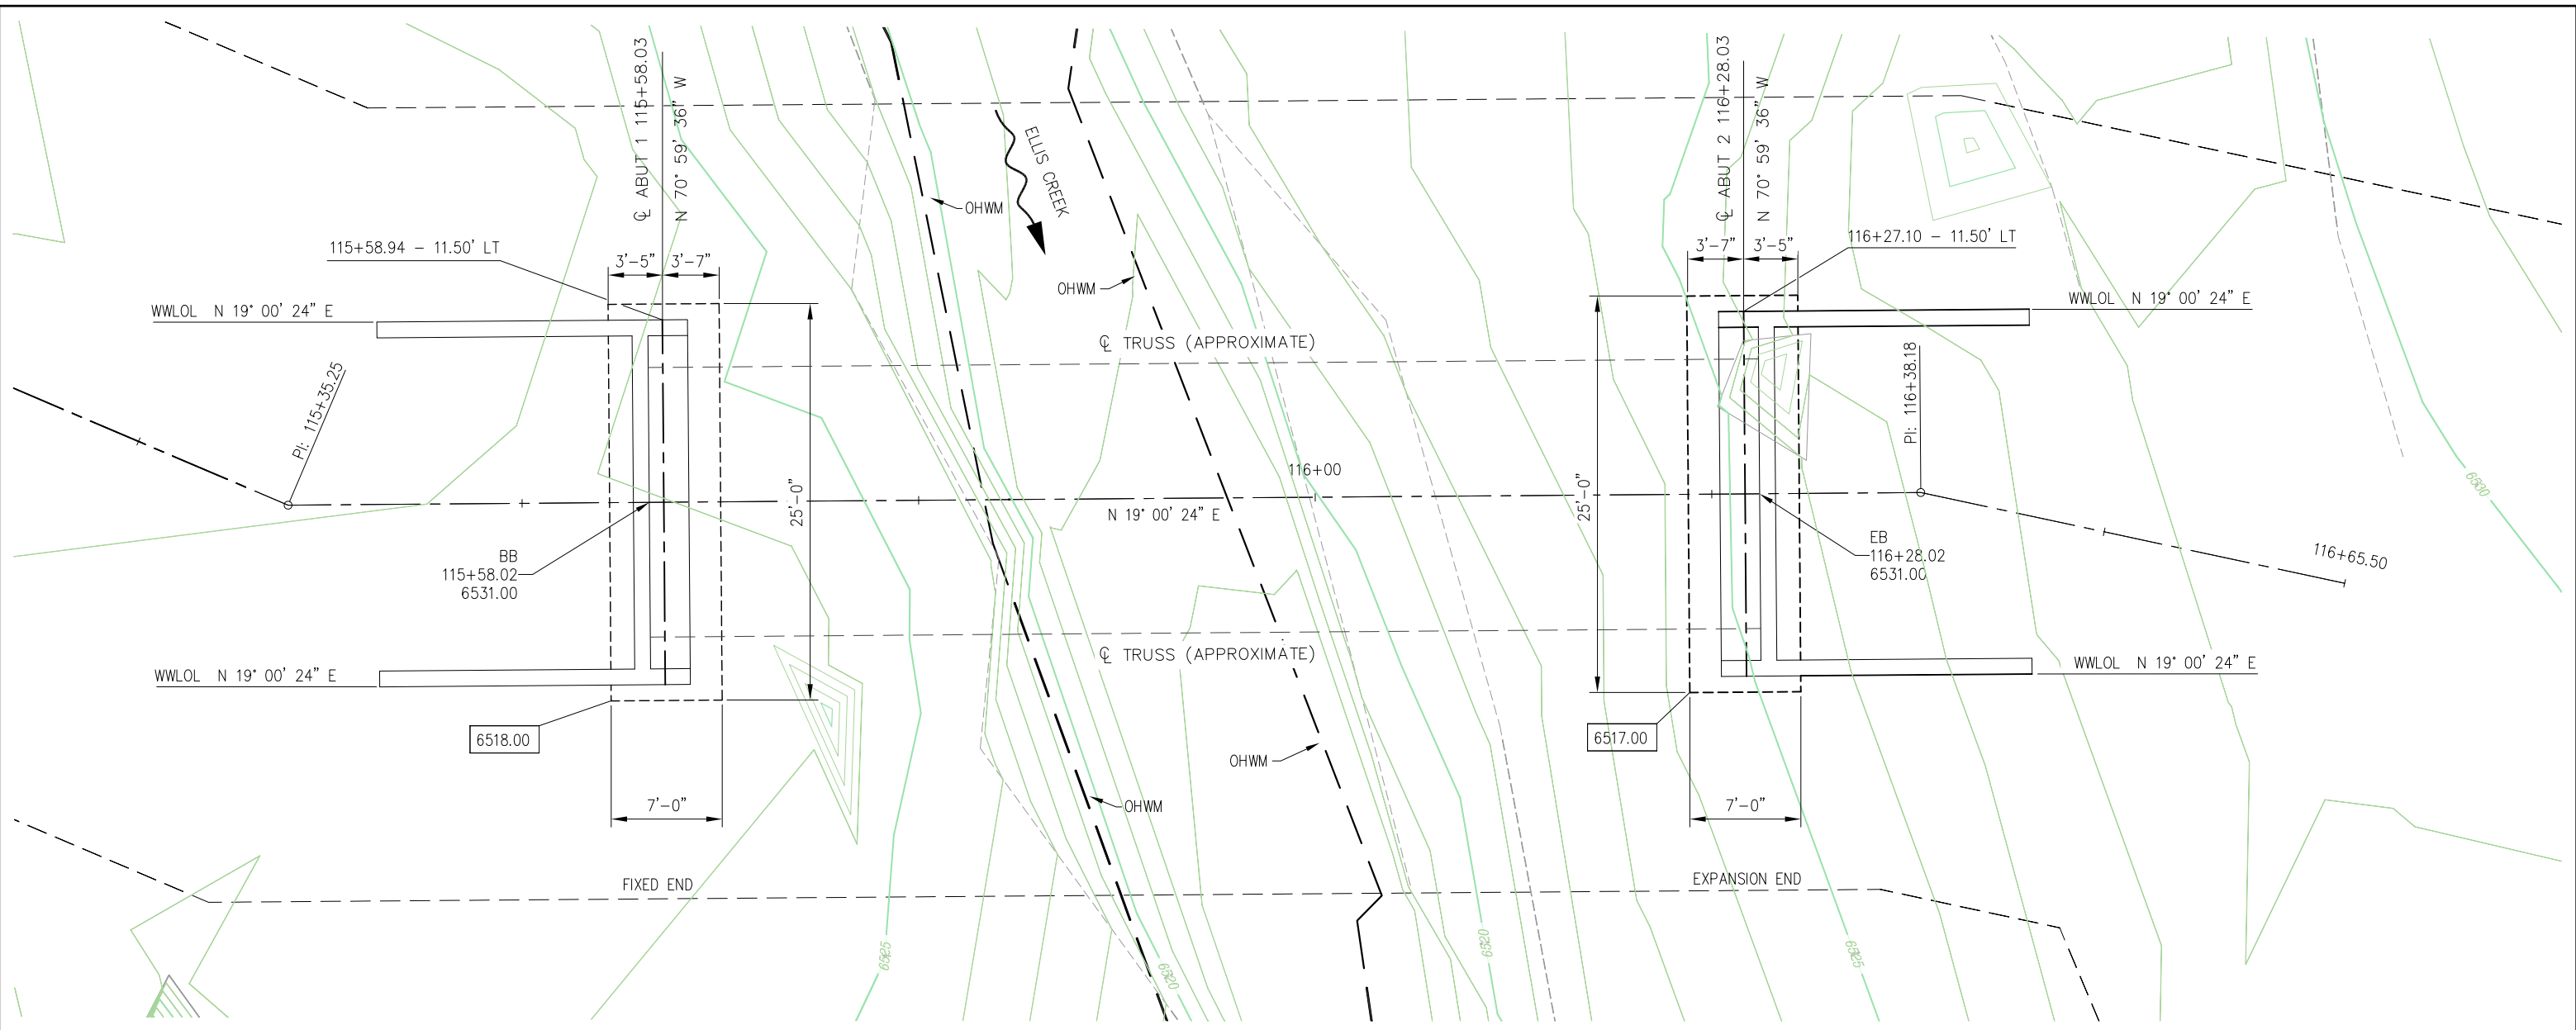 ℄ ABUT 1 115+58.03
N 70° 59' 36" W
℄ ABUT 2 116+28.03
N 70° 59' 36" W
ELLIS CREEK
OHWM
115+58.94 – 11.50' LT
3'–5"
3'–7"
OHWM
3'–7"
3'–5"
116+27.10 – 11.50' LT
WWLOL N 19° 00' 24" E
WWLOL N 19° 00' 24" E
℄ TRUSS (APPROXIMATE)
PI: 115+35.25
PI: 116+38.18
116+00
25'–0"
25'–0"
N 19° 00' 24" E
6530
BB
115+58.02
6531.00
EB
116+28.02
6531.00
116+65.50
℄ TRUSS (APPROXIMATE)
WWLOL N 19° 00' 24" E
WWLOL N 19° 00' 24" E
6518.00
6517.00
OHWM
7'–0"
OHWM
7'–0"
FIXED END
EXPANSION END
6525
6520
6520
6525